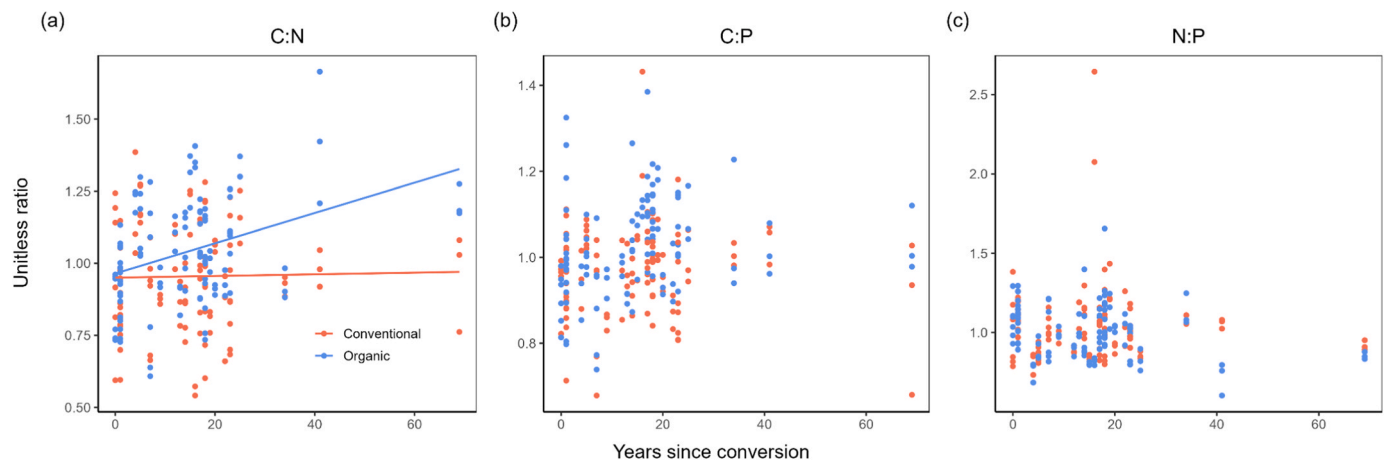 (a)
C:N
(b)
C:P
(c)
N:P
Unitless ratio
1.50
1.25
1.00
0.75
0.50
1.4
1.2
1.0
0.8
2.5
2.0
1.5
1.0
Conventional
Organic
0 20 40 60
0 20 40 60
0 20 40 60
Years since conversion